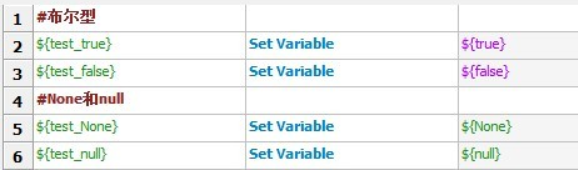 1 #布尔型
2 ${test_true} Set Variable ${true}
3 ${test_false} Set Variable ${false}
4 #None和null
5 ${test_None} Set Variable ${None}
6 ${test_null} Set Variable ${null}